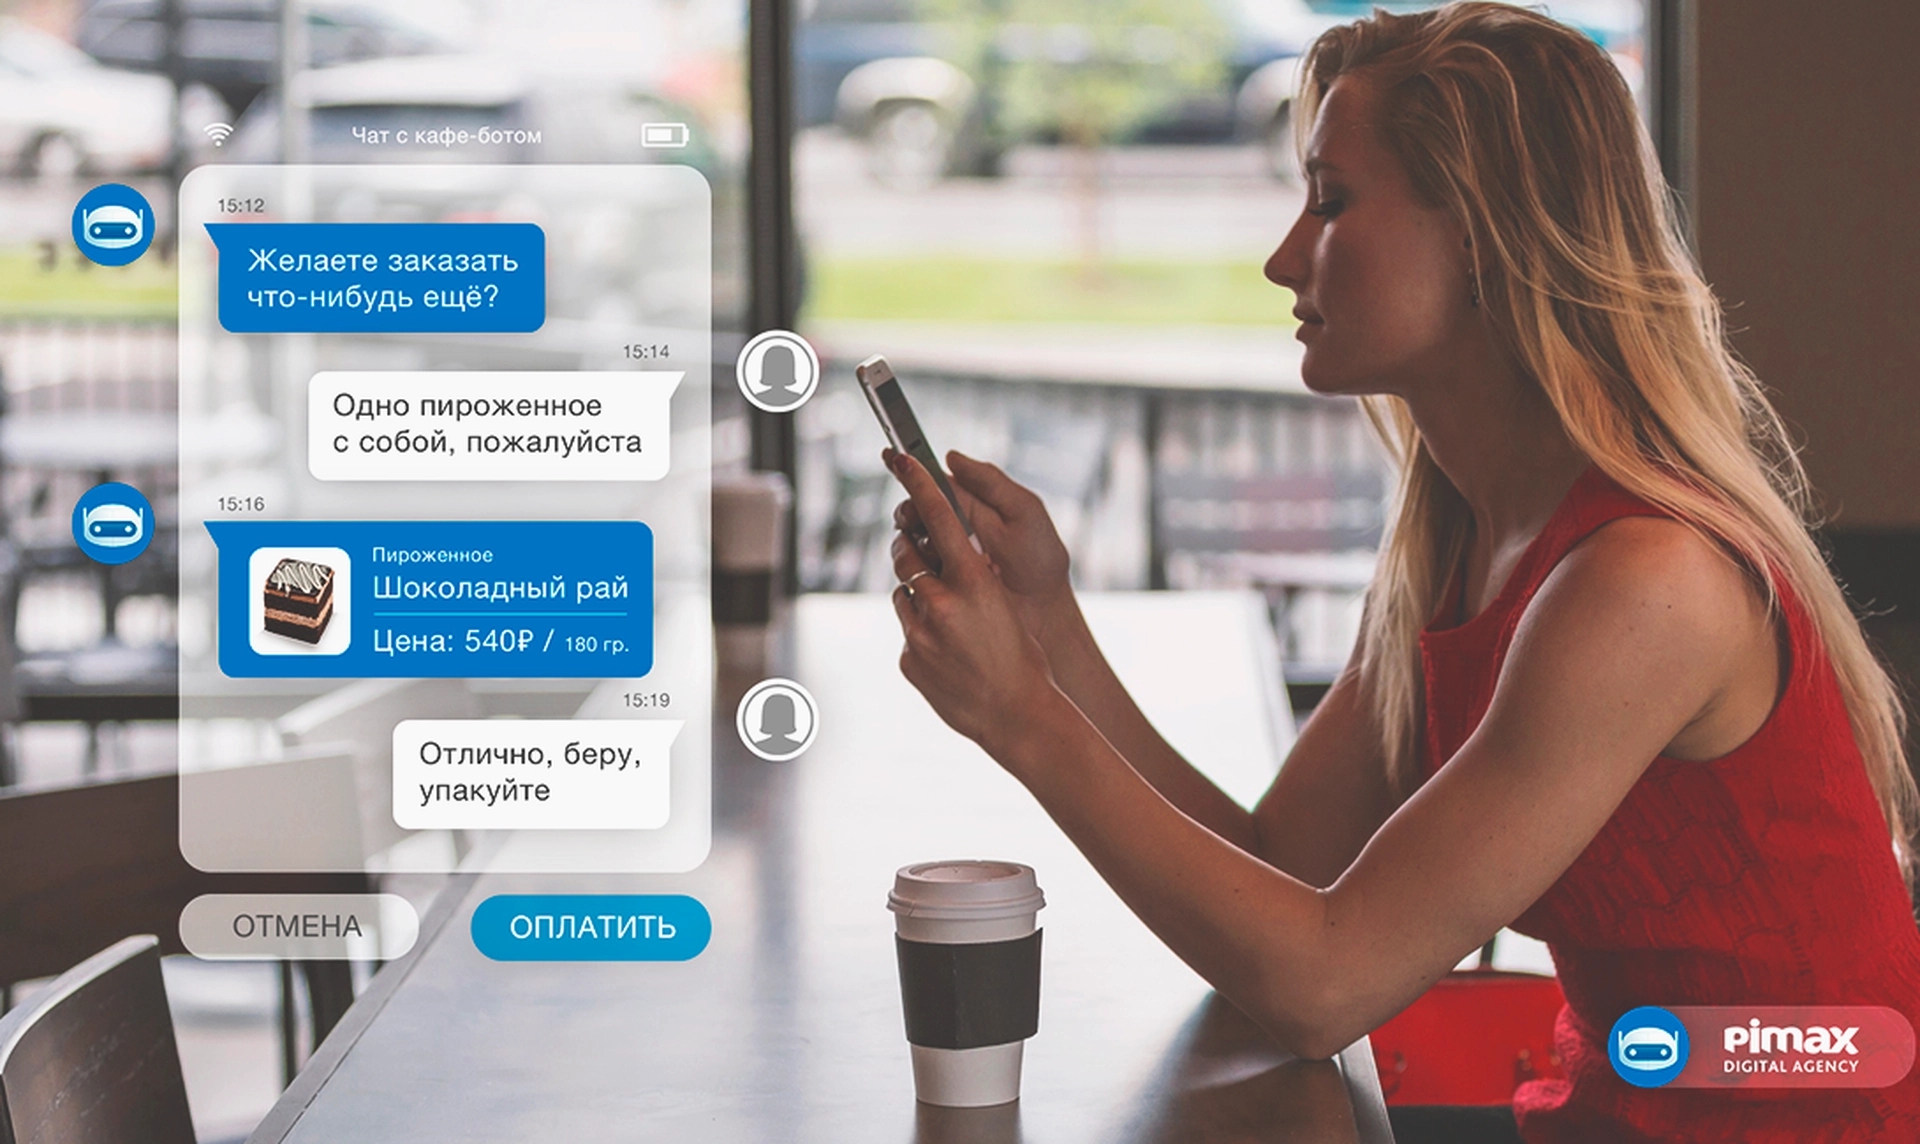 Чат с кафе-ботом
15:12
Желаете заказать
что-нибудь ещё?
15:14
Одно пироженное
с собой, пожалуйста
15:16
Пироженное
Шоколадный рай
Цена: 540₽ / 180 гр.
15:19
Отлично, беру,
упакуйте
ОТМЕНА
ОПЛАТИТЬ
pimax
DIGITAL AGENCY